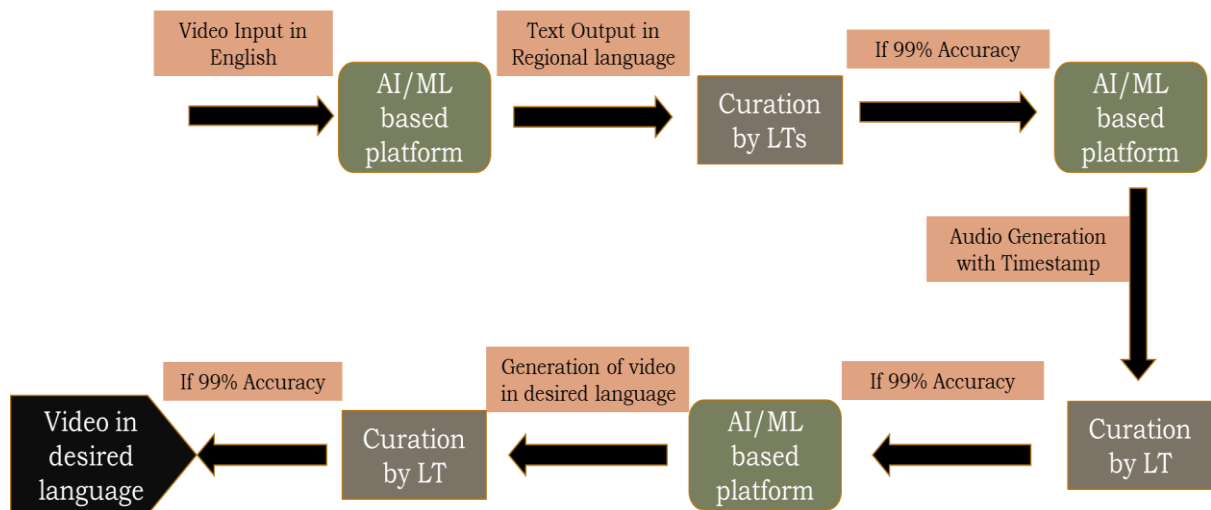 Video Input in
English
AI/ML
based
platform
Text Output in
Regional language
Curation
by LTs
If 99% Accuracy
AI/ML
based
platform
Audio Generation
with Timestamp
Curation
by LT
If 99% Accuracy
AI/ML
based
platform
Generation of video
in desired language
Curation
by LT
If 99% Accuracy
Video in
desired
language